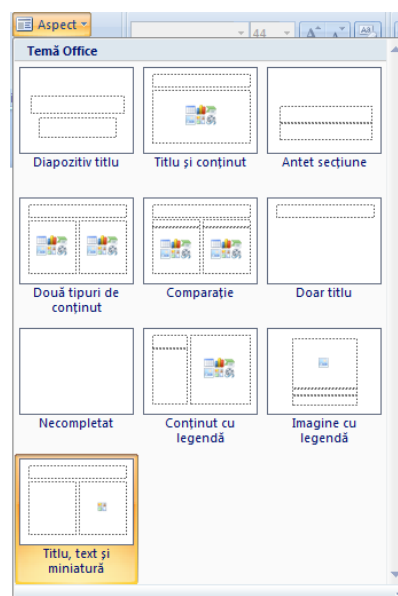 Aspect
44
Temă Office
Diapozitiv titlu
Titlu și conținut
Antet secțiune
Două tipuri de
conținut
Comparație
Doar titlu
Necompletat
Conținut cu
legendă
Imagine cu
legendă
Titlu, text și
miniatură